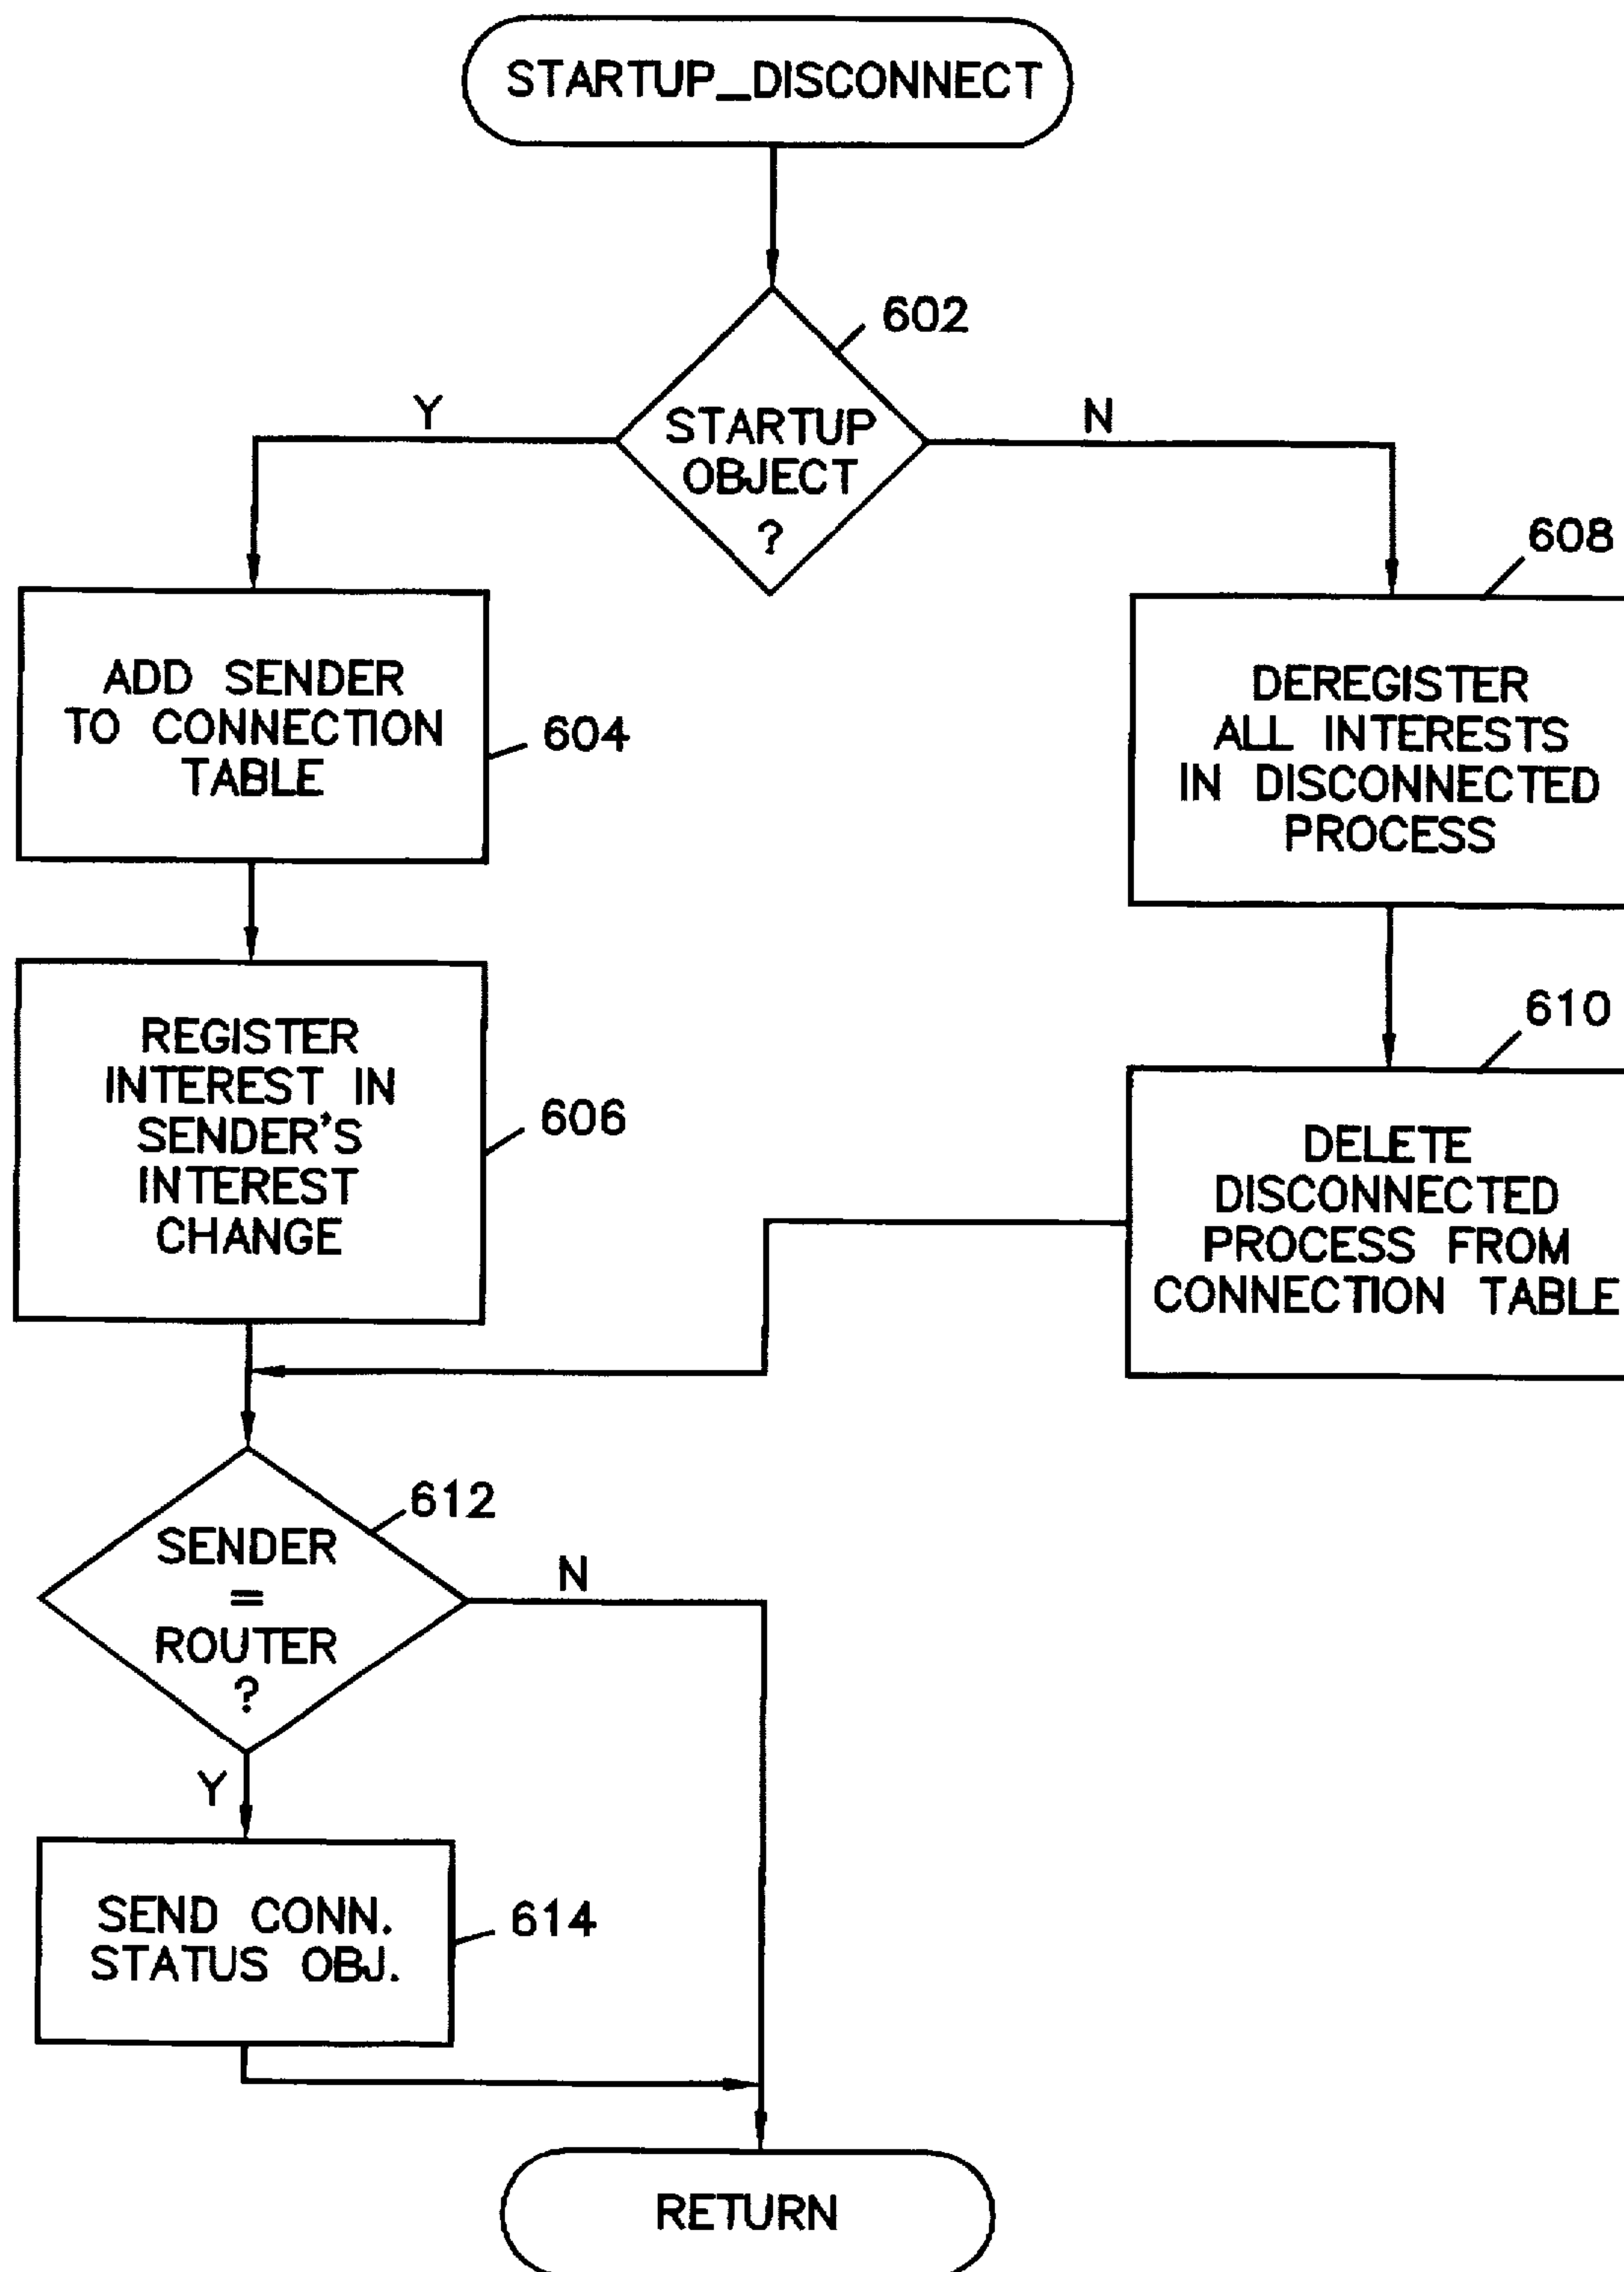 STARTUP_DISCONNECT
602
STARTUP
OBJECT
?
Y
N
608
ADD SENDER
TO CONNECTION
TABLE
604
DEREGISTER
ALL INTERESTS
IN DISCONNECTED
PROCESS
REGISTER
INTEREST IN
SENDER'S
INTEREST
CHANGE
606
610
DELETE
DISCONNECTED
PROCESS FROM
CONNECTION TABLE
612
SENDER
=
ROUTER
?
N
Y
SEND CONN.
STATUS OBJ.
614
RETURN